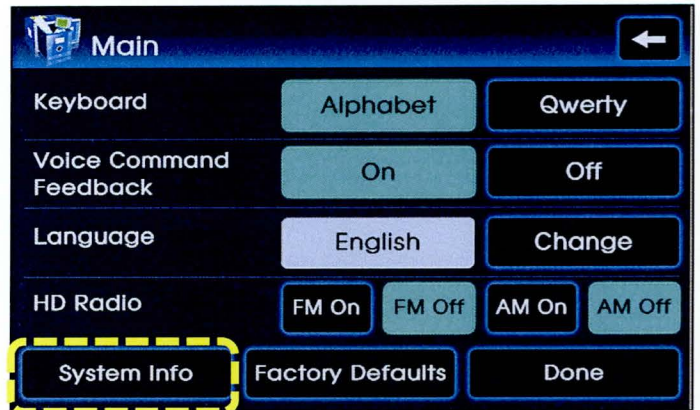 Main
Keyboard Alphabet Qwerty
Voice Command
Feedback On Off
Language English Change
HD Radio FM On FM Off AM On AM Off
System Info Factory Defaults Done